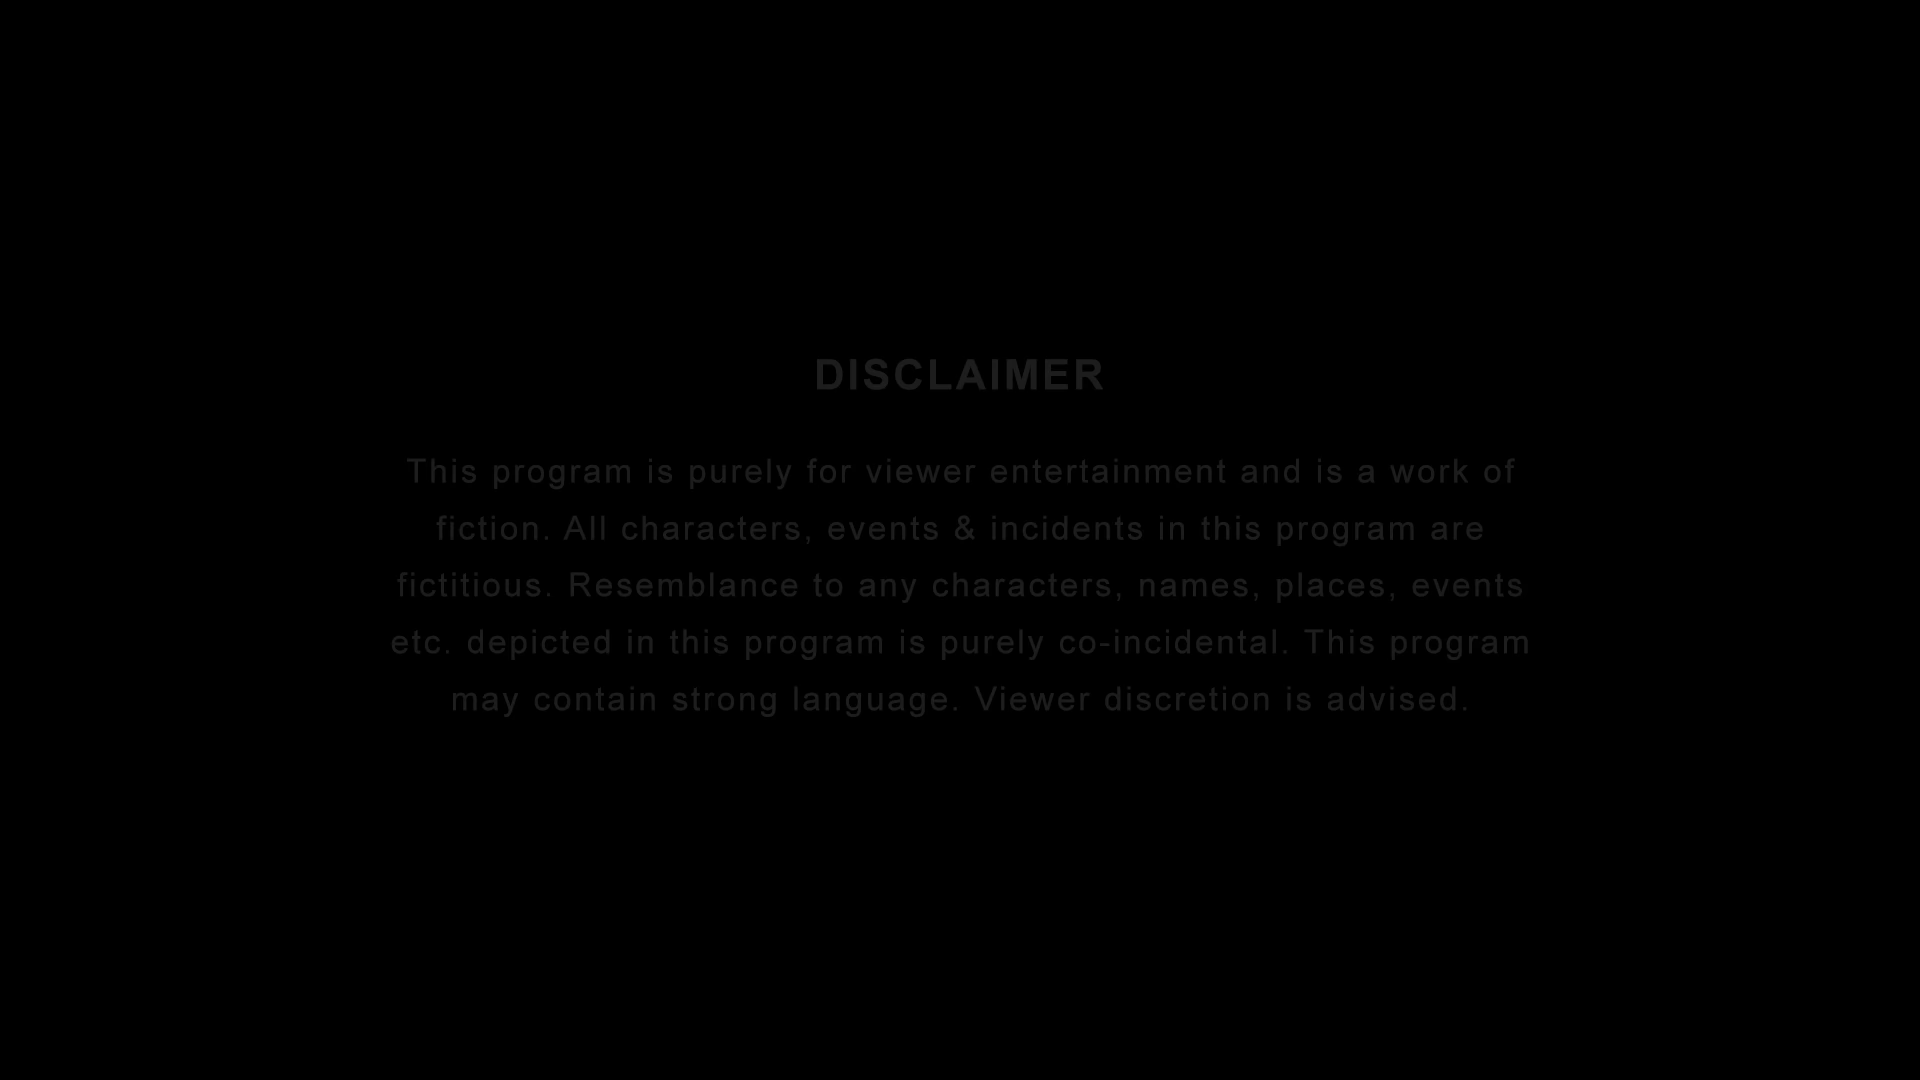 DISCLAIMER
This program is purely for viewer entertainment and is a work of
fiction. All characters, events & incidents in this program are
fictitious. Resemblance to any characters, names, places, events
etc. depicted in this program is purely co-incidental. This program
may contain strong language. Viewer discretion is advised.